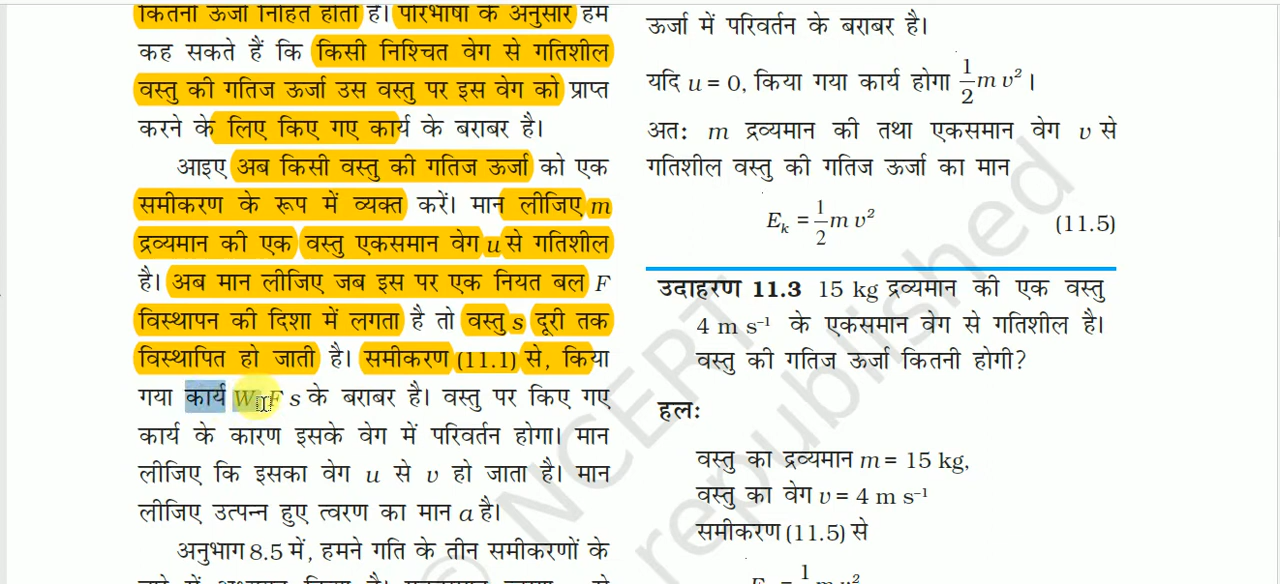 कितनी ऊर्जा निहित होती है। परिभाषा के अनुसार हम
कह सकते हैं कि किसी निश्चित वेग से गतिशील
वस्तु की गतिज ऊर्जा उस वस्तु पर इस वेग को प्राप्त
करने के लिए किए गए कार्य के बराबर है।
आइए अब किसी वस्तु की गतिज ऊर्जा को एक
समीकरण के रूप में व्यक्त करें। मान लीजिए m
द्रव्यमान की एक वस्तु एकसमान वेग u से गतिशील
है। अब मान लीजिए जब इस पर एक नियत बल F
विस्थापन की दिशा में लगता है तो वस्तु s दूरी तक
विस्थापित हो जाती है। समीकरण (11.1) से, किया
गया कार्य W, F s के बराबर है। वस्तु पर किए गए
कार्य के कारण इसके वेग में परिवर्तन होगा। मान
लीजिए कि इसका वेग u से v हो जाता है। मान
लीजिए उत्पन्न हुए त्वरण का मान a है।
अनुभाग 8.5 में, हमने गति के तीन समीकरणों के
ऊर्जा में परिवर्तन के बराबर है।
यदि u = 0, किया गया कार्य होगा 1/2 m v²।
अतः m द्रव्यमान की तथा एकसमान वेग v से
गतिशील वस्तु की गतिज ऊर्जा का मान
Eₖ = 1/2 m v² (11.5)
उदाहरण 11.3 15 kg द्रव्यमान की एक वस्तु
4 m s⁻¹ के एकसमान वेग से गतिशील है।
वस्तु की गतिज ऊर्जा कितनी होगी?
हलः
वस्तु का द्रव्यमान m = 15 kg,
वस्तु का वेग v = 4 m s⁻¹
समीकरण (11.5) से
© NCERT
republished